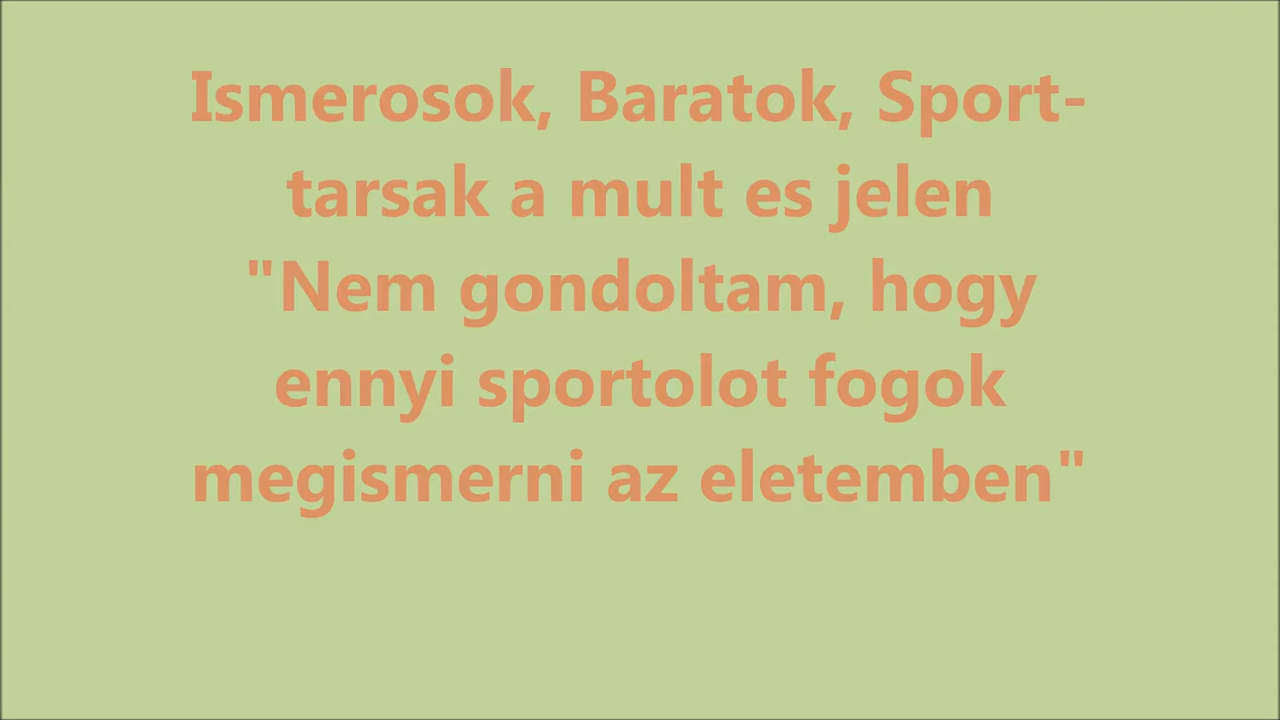 Ismerosok, Baratok, Sport-
tarsak a mult es jelen
"Nem gondoltam, hogy
ennyi sportolot fogok
megismerni az eletemben"